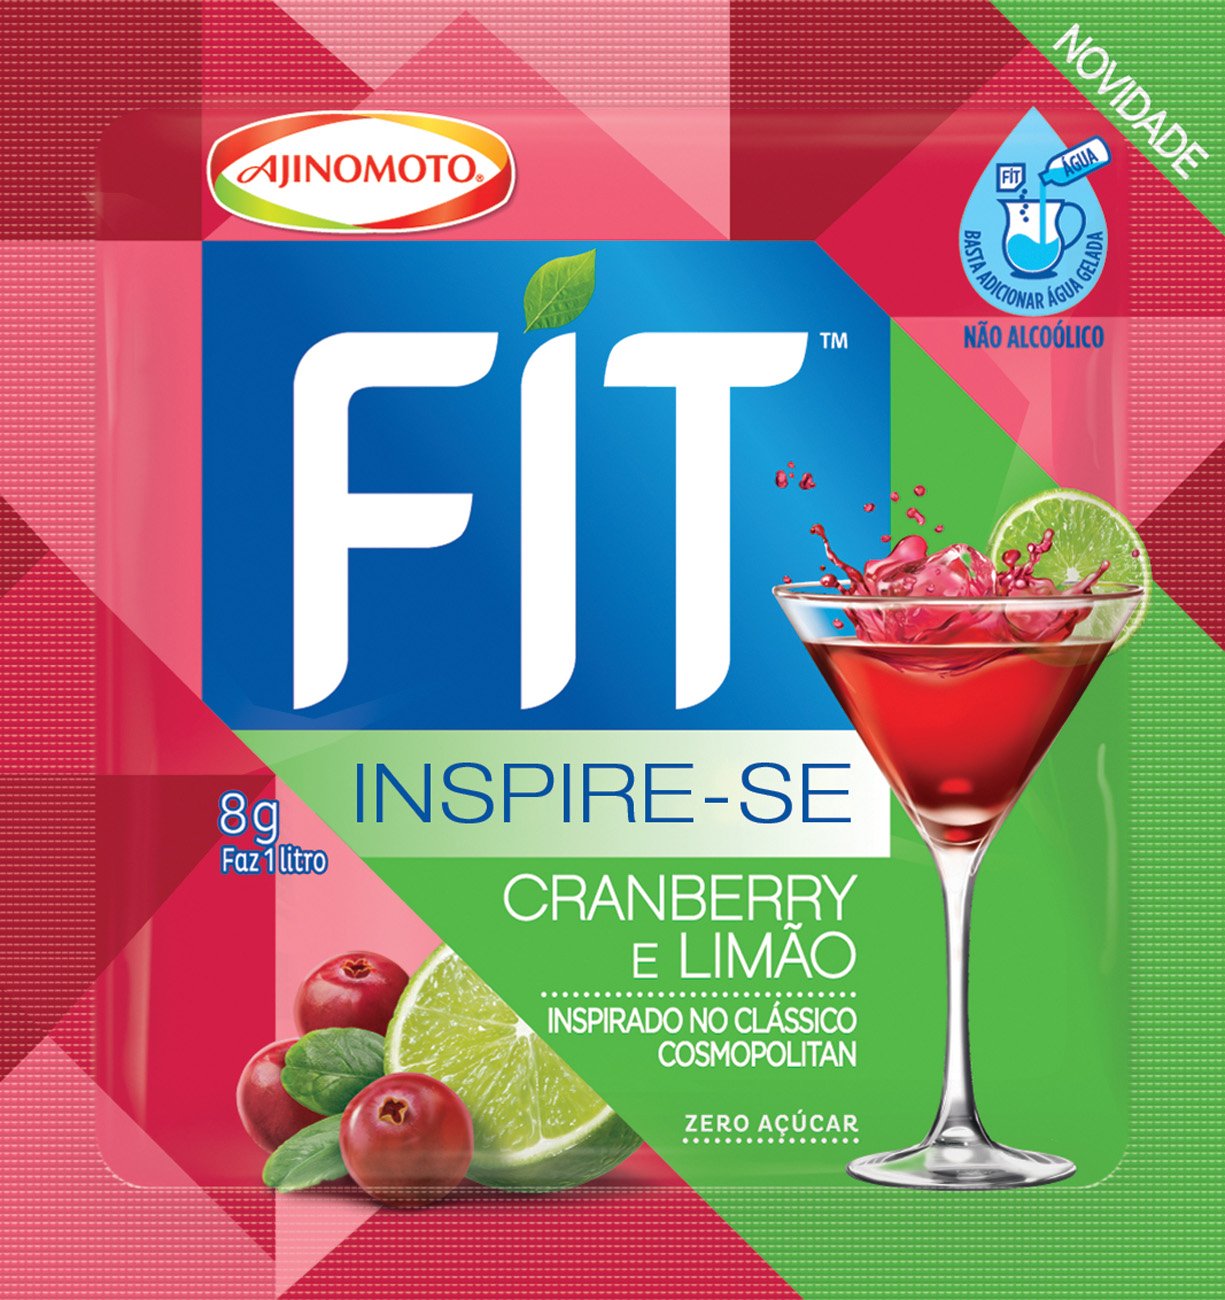 NOVIDADE
AJINOMOTO®
FIT
ÁGUA
BASTA ADICIONAR ÁGUA GELADA
NÃO ALCOÓLICO
FIT™
INSPIRE-SE
8g
Faz 1 litro
CRANBERRY
E LIMÃO
INSPIRADO NO CLÁSSICO
COSMOPOLITAN
ZERO AÇÚCAR